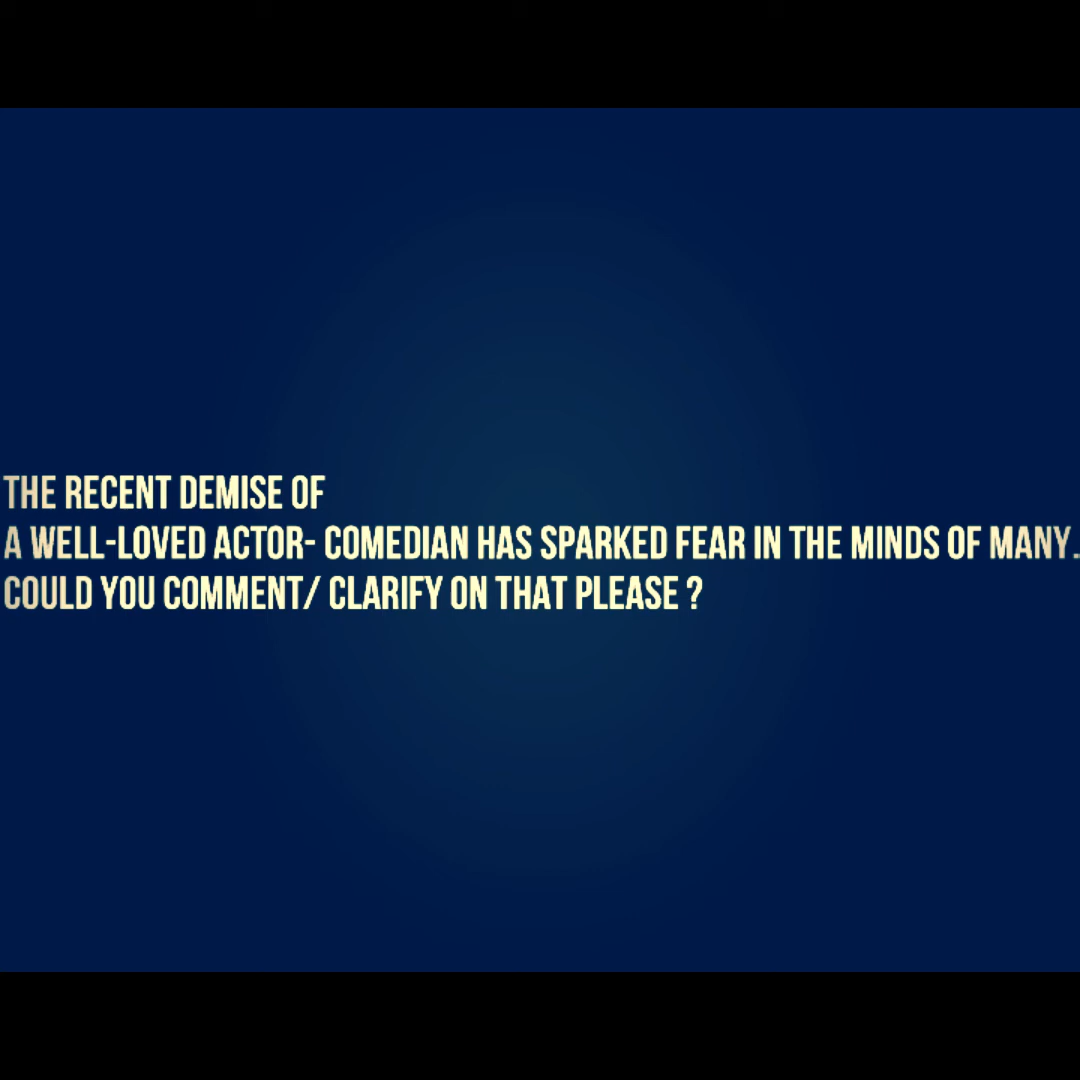 THE RECENT DEMISE OF
A WELL-LOVED ACTOR- COMEDIAN HAS SPARKED FEAR IN THE MINDS OF MANY.
COULD YOU COMMENT/ CLARIFY ON THAT PLEASE ?